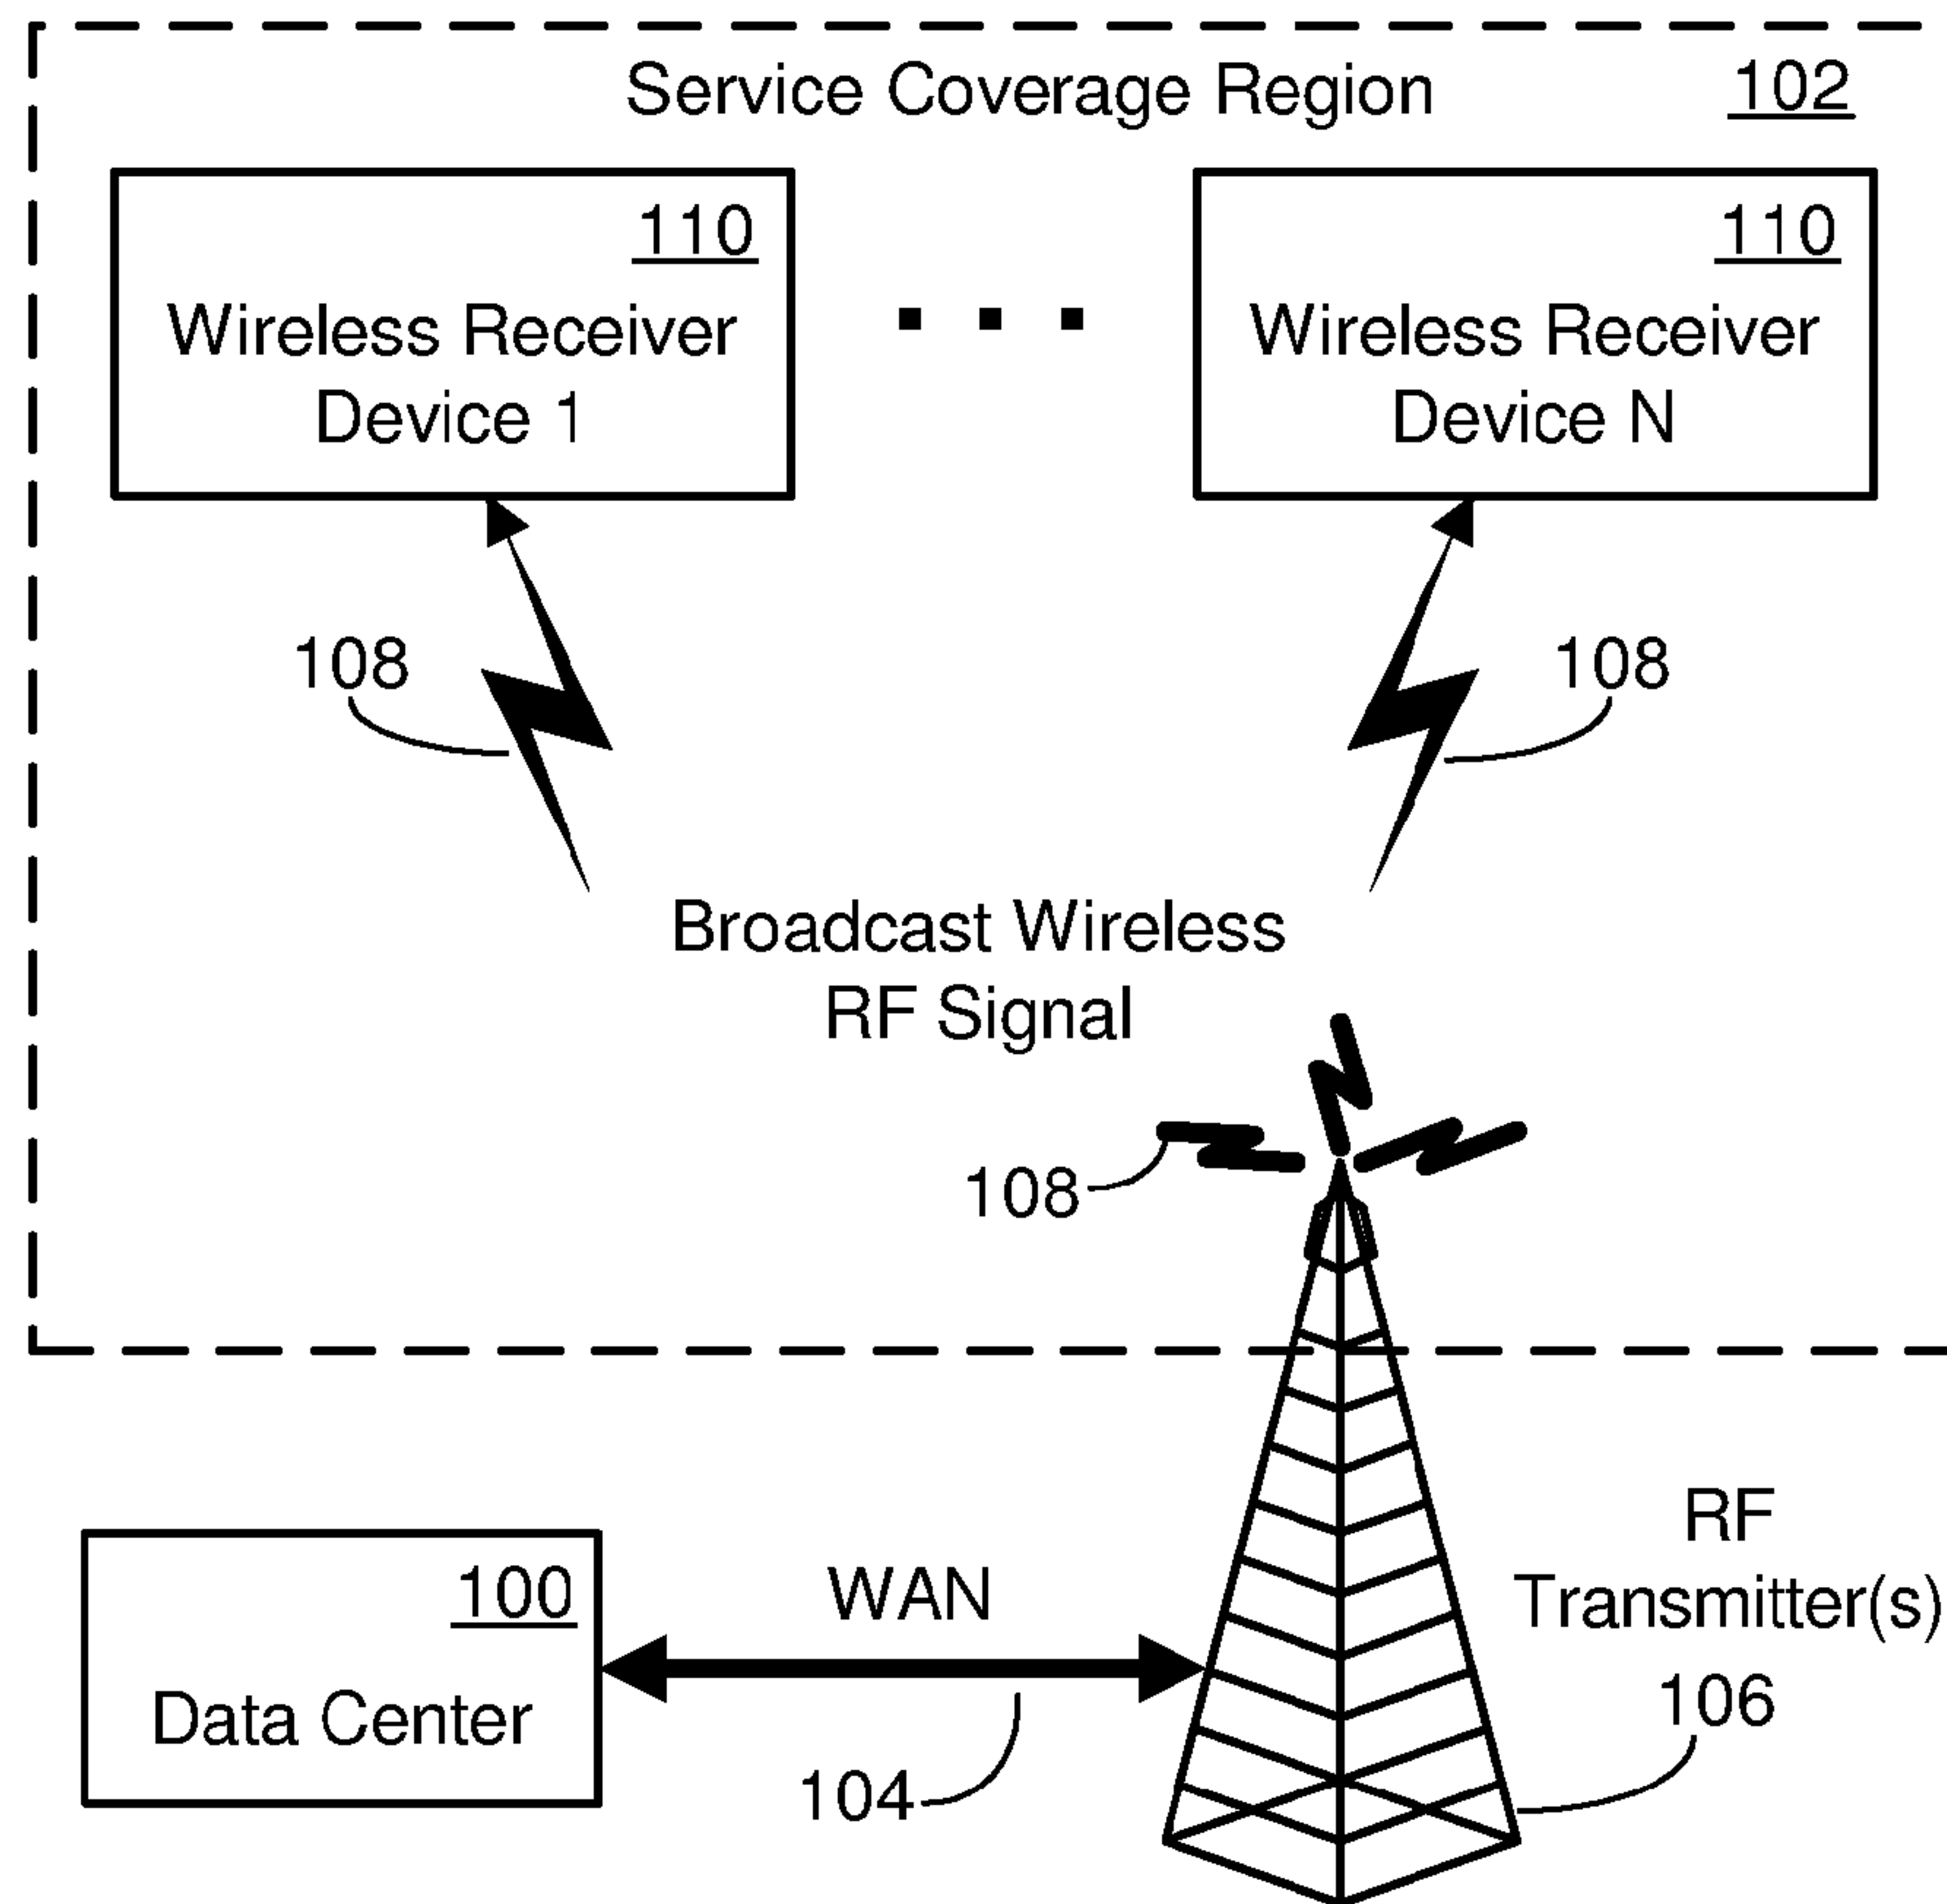 Service Coverage Region 102
110 110
Wireless Receiver Wireless Receiver
Device 1 Device N
108 108
Broadcast Wireless
RF Signal
108
RF
Transmitter(s)
106
WAN
104
100
Data Center